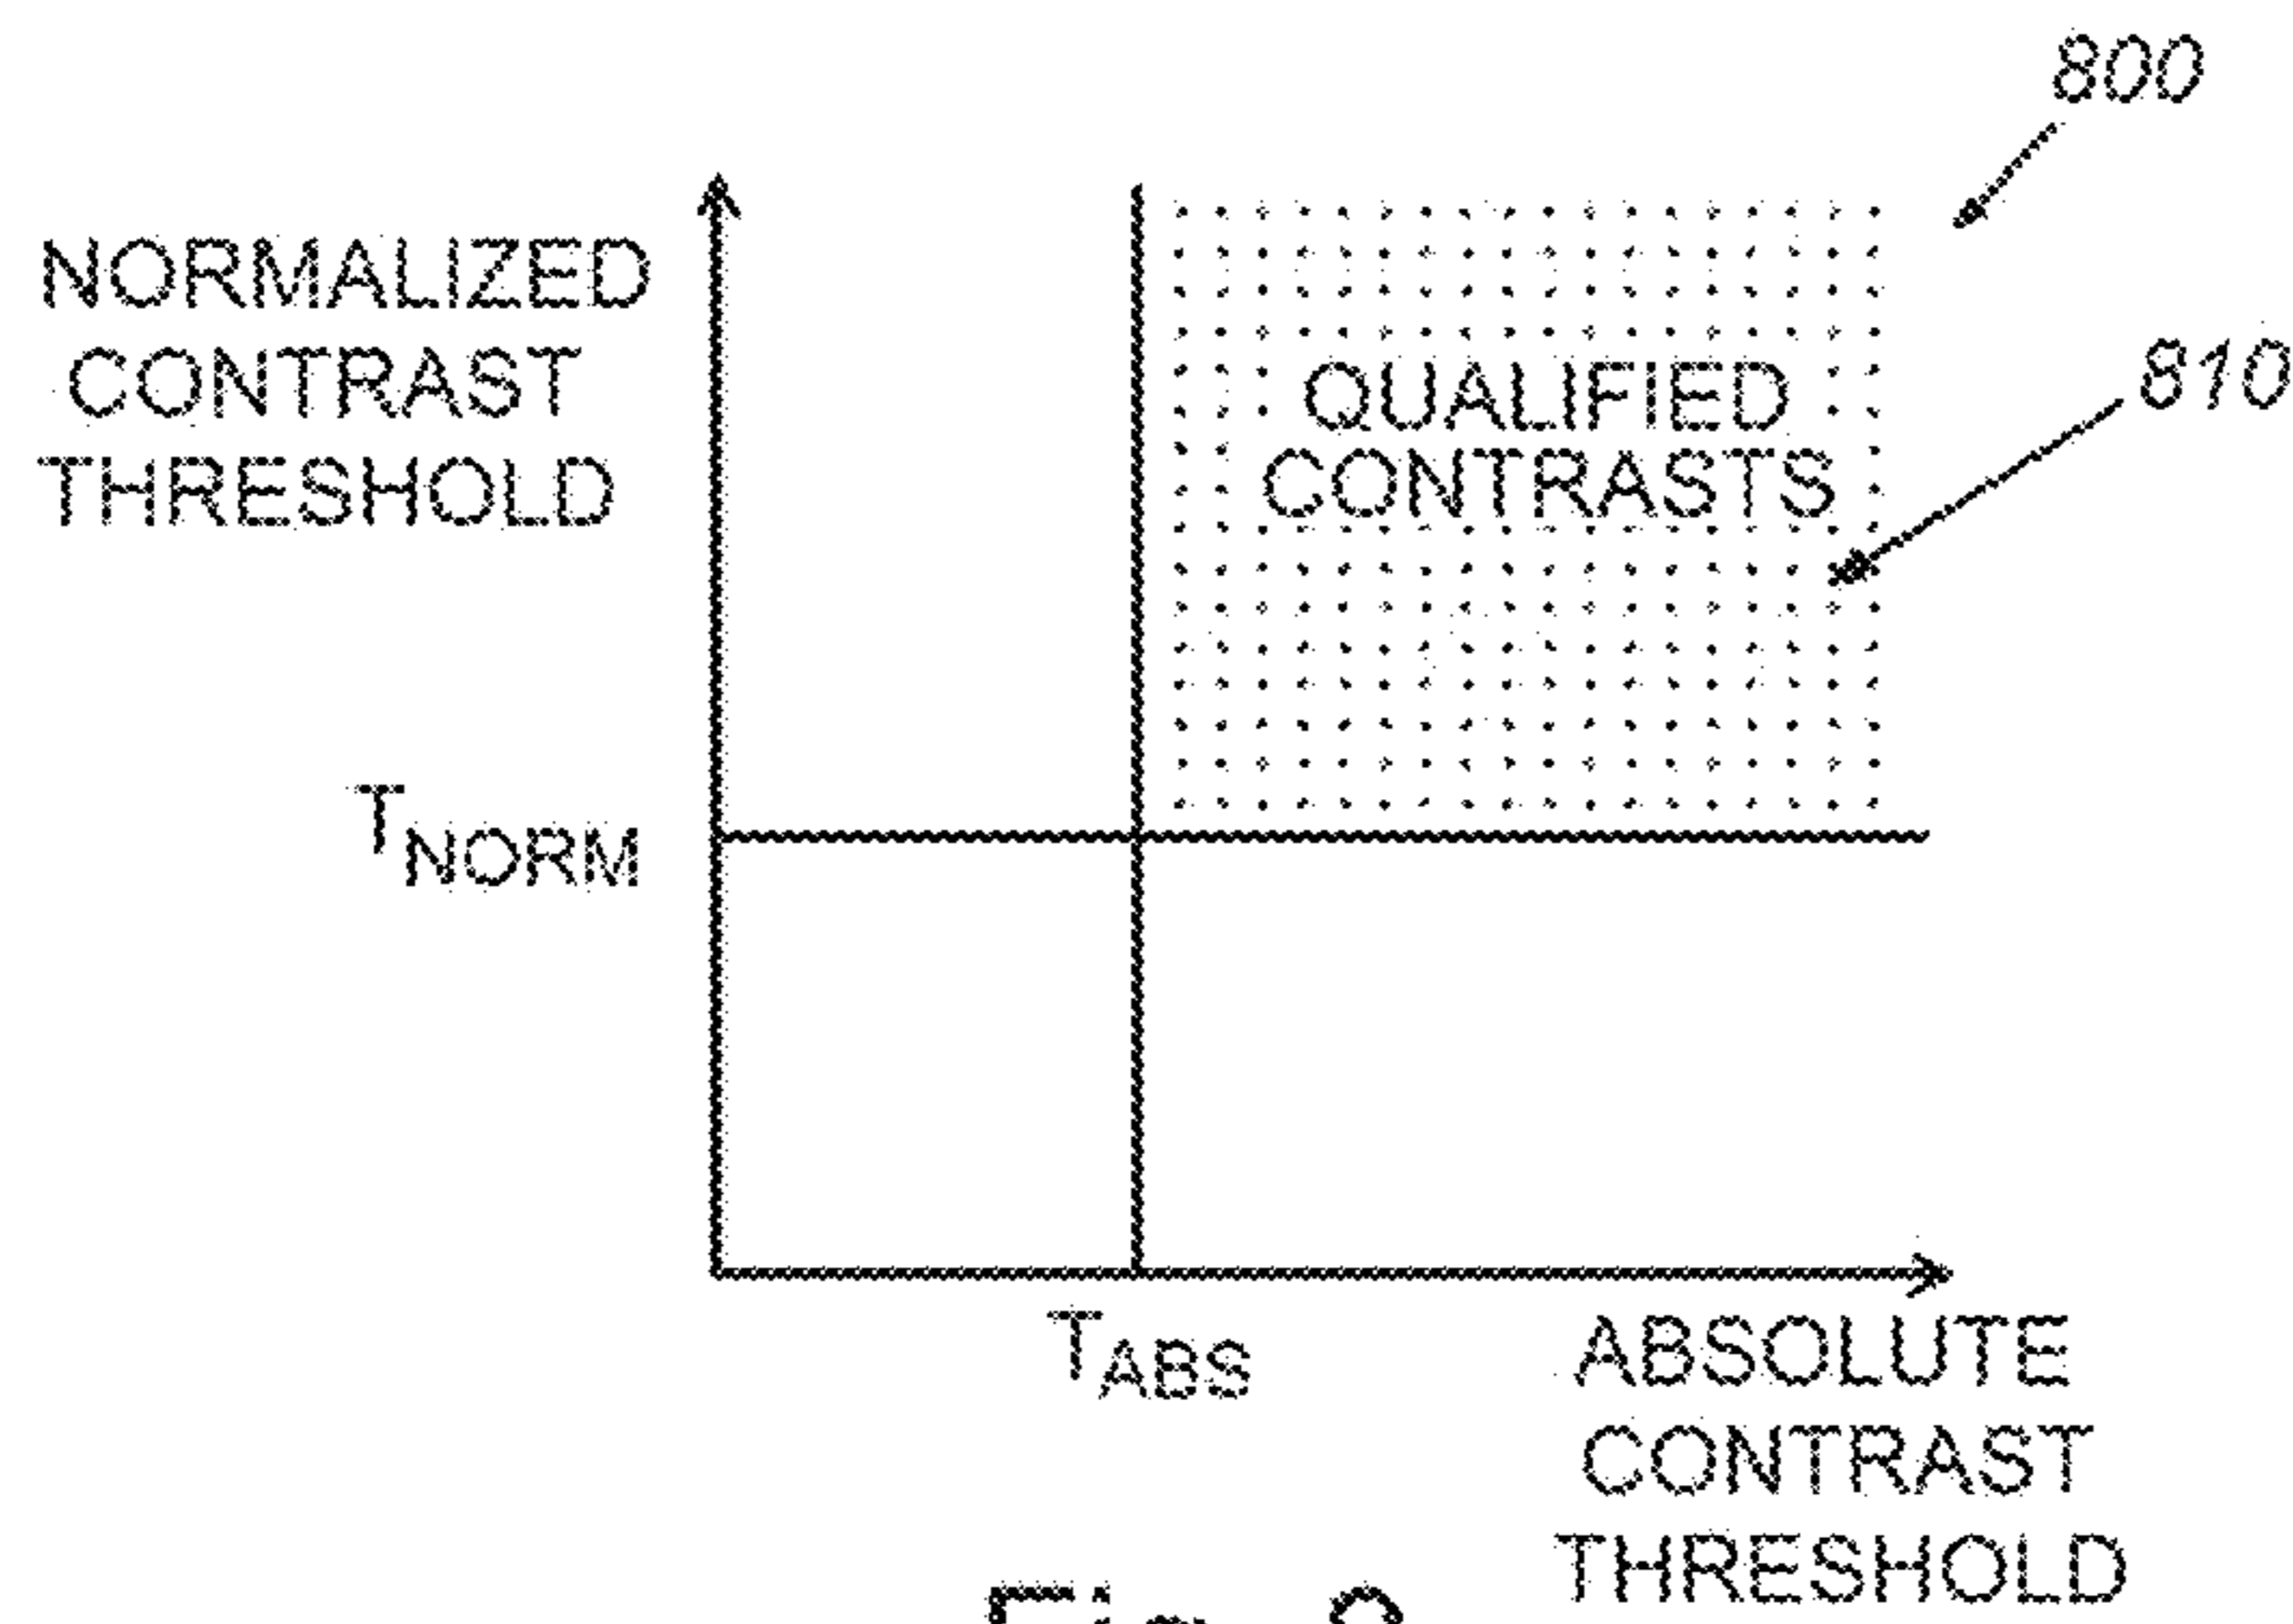 800
NORMALIZED
CONTRAST
THRESHOLD
QUALIFIED
CONTRASTS
810
TNORM
TABS
ABSOLUTE
CONTRAST
THRESHOLD